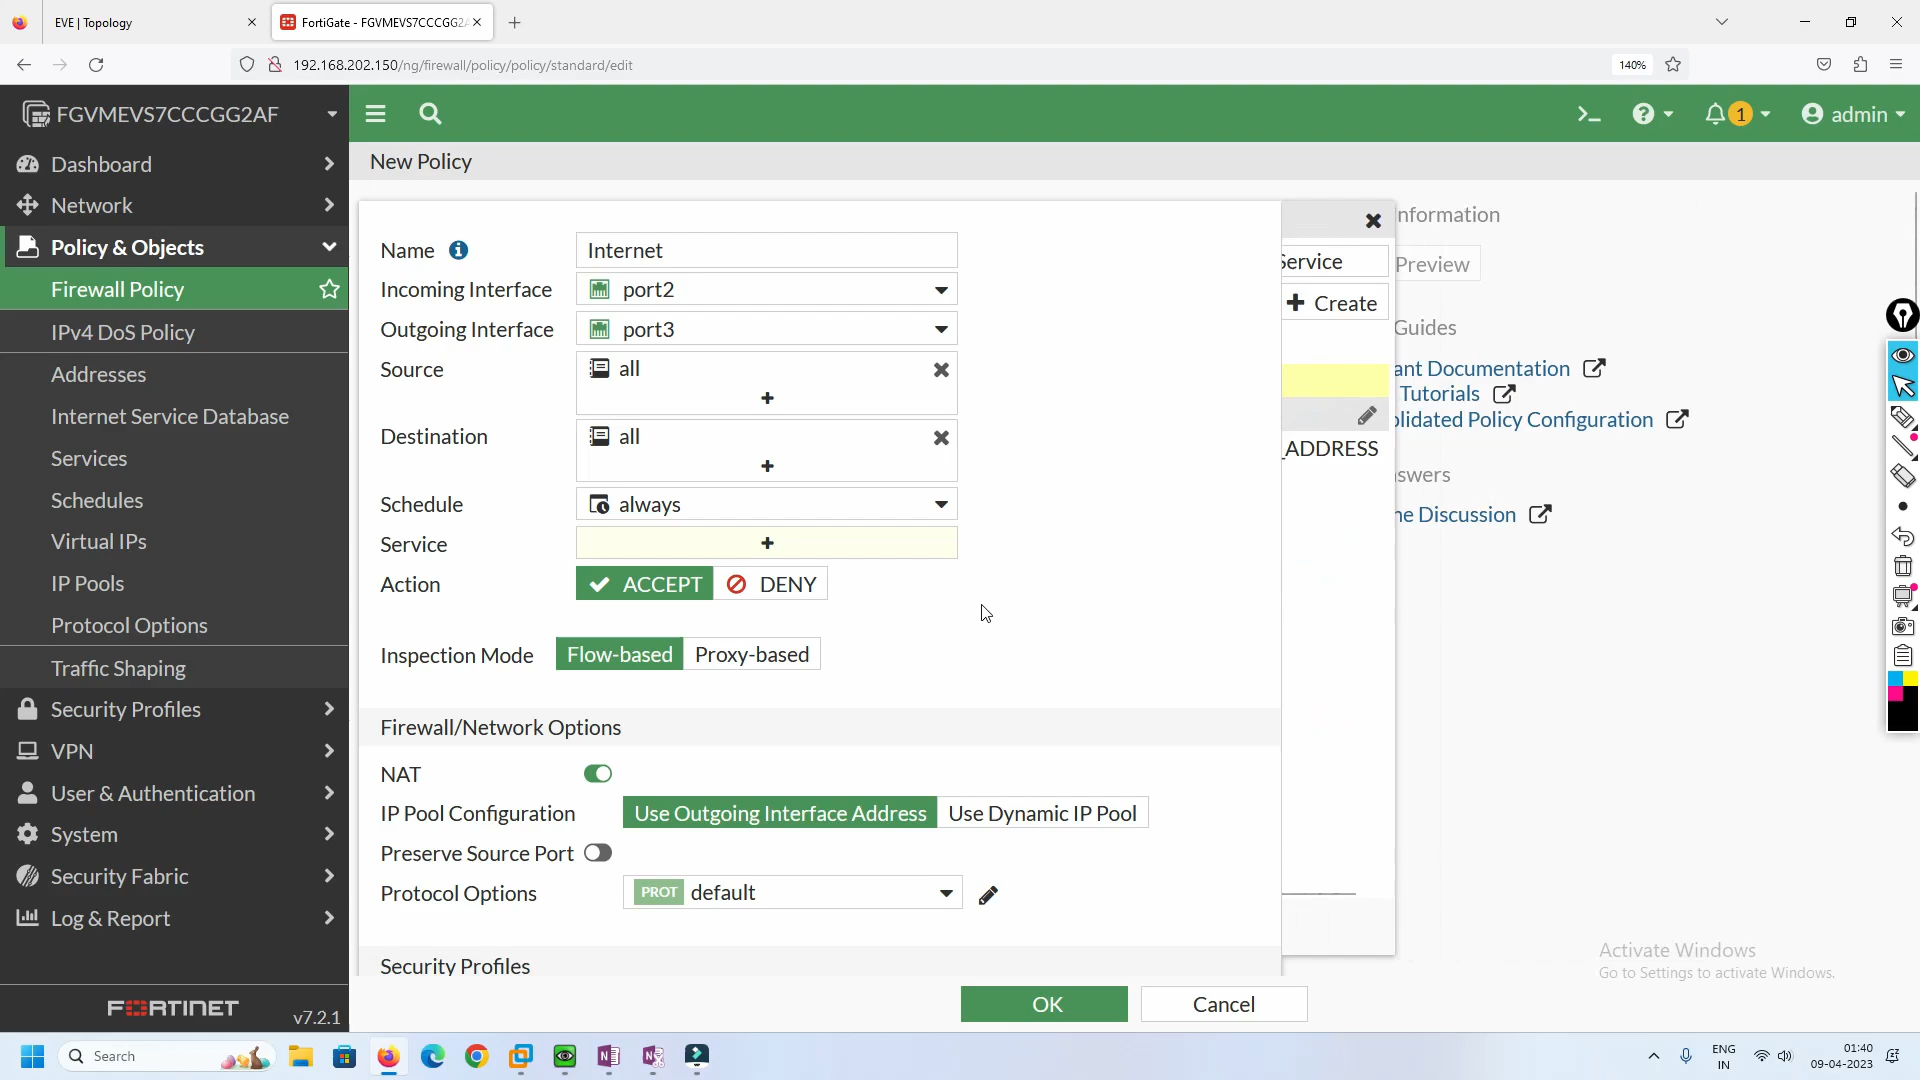 EVE | Topology
FortiGate - FGVMEVS7CCCGG2A
192.168.202.150/ng/firewall/policy/policy/standard/edit
140%
FGVMEVS7CCCGG2AF
1
admin
Dashboard
Network
Policy & Objects
Firewall Policy
IPv4 DoS Policy
Addresses
Internet Service Database
Services
Schedules
Virtual IPs
IP Pools
Protocol Options
Traffic Shaping
Security Profiles
VPN
User & Authentication
System
Security Fabric
Log & Report
FORTINET
v7.2.1
New Policy
Name
Internet
Incoming Interface
port2
Outgoing Interface
port3
Source
all
Destination
all
Schedule
always
Service
Action
ACCEPT
DENY
Inspection Mode
Flow-based
Proxy-based
Firewall/Network Options
NAT
IP Pool Configuration
Use Outgoing Interface Address
Use Dynamic IP Pool
Preserve Source Port
Protocol Options
PROT
default
Security Profiles
OK
Cancel
Service
Create
_ADDRESS
nformation
Preview
Guides
ant Documentation
Tutorials
olidated Policy Configuration
swers
ne Discussion
Activate Windows
Go to Settings to activate Windows.
Search
ENG
IN
01:40
09-04-2023